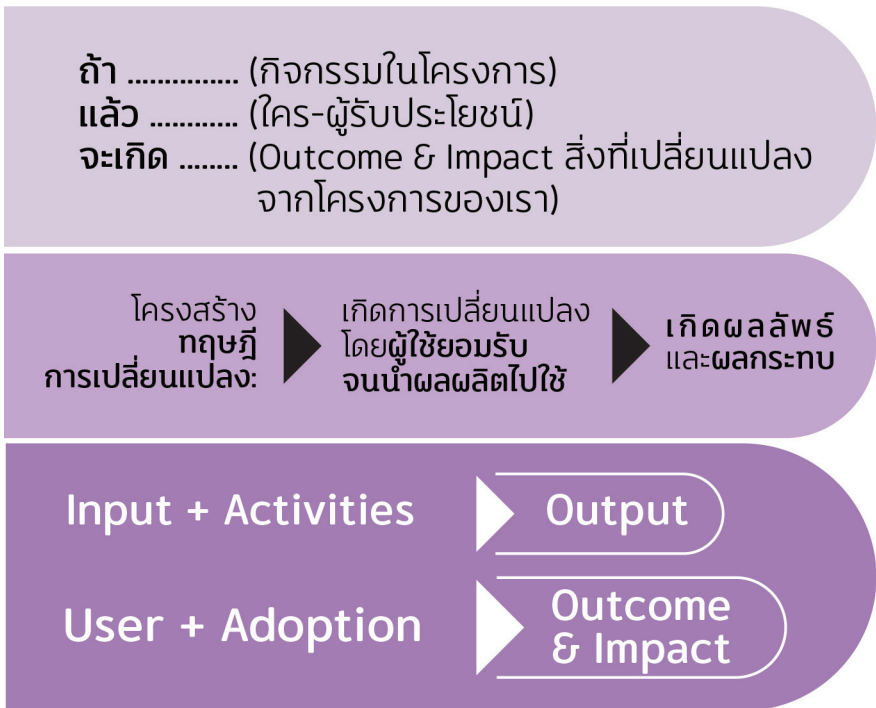 ถ้า ............... (กิจกรรมในโครงการ)
แล้ว ............ (ใคร-ผู้รับประโยชน์)
จะเกิด ........ (Outcome & Impact สิ่งที่เปลี่ยนแปลง
จากโครงการของเรา)
โครงสร้าง
ทฤษฎี
การเปลี่ยนแปลง:
เกิดการเปลี่ยนแปลง
โดยผู้ใช้ยอมรับ
จนนำผลผลิตไปใช้
เกิดผลลัพธ์
และผลกระทบ
Input + Activities
Output
User + Adoption
Outcome
& Impact